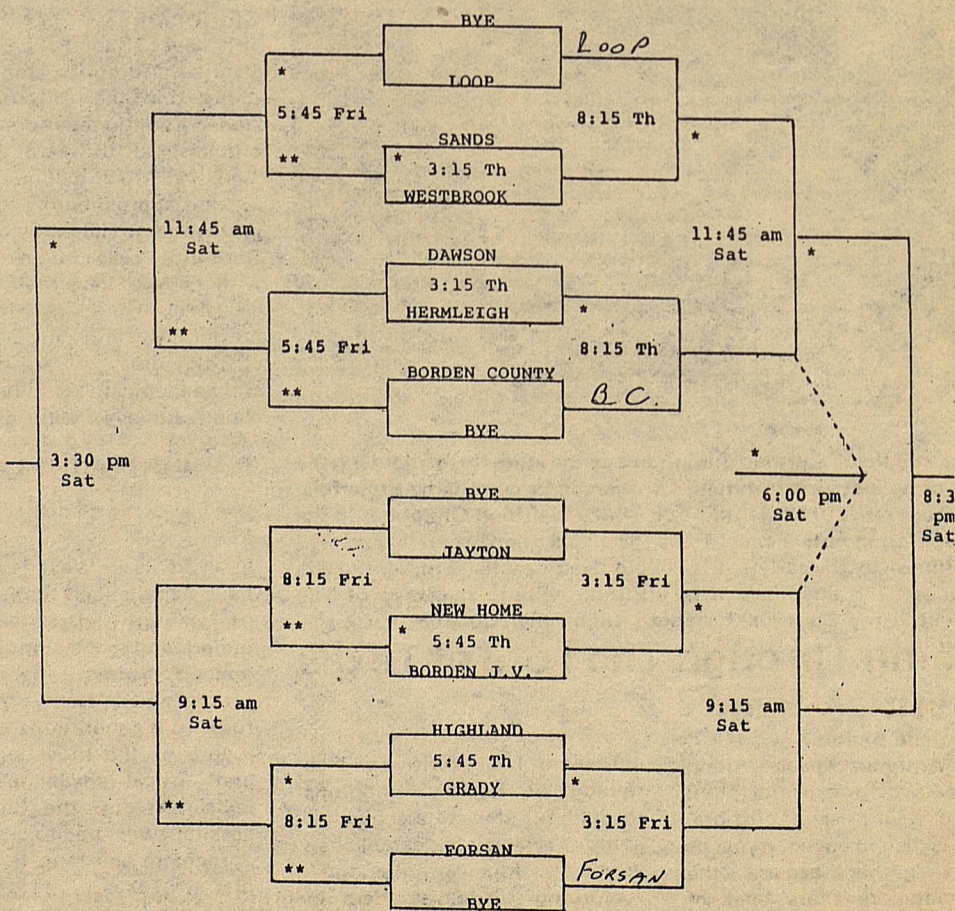 BYE
Loop
LOOP
*
5:45 Fri
8:15 Th
*
**
SANDS
*
3:15 Th
WESTBROOK
*
11:45 am
Sat
DAWSON
3:15 Th
HERMLEIGH
11:45 am
Sat
*
**
5:45 Fri
*
8:15 Th
**
BORDEN COUNTY
B.C.
BYE
3:30 pm
Sat
*
6:00 pm
Sat
8:3
pm
Sat
BYE
JAYTON
8:15 Fri
3:15 Fri
**
NEW HOME
*
*
5:45 Th
BORDEN J.V.
9:15 am
Sat
9:15 am
Sat
HIGHLAND
5:45 Th
GRADY
**
*
8:15 Fri
*
3:15 Fri
**
FORSAN
FORSAN
BYE